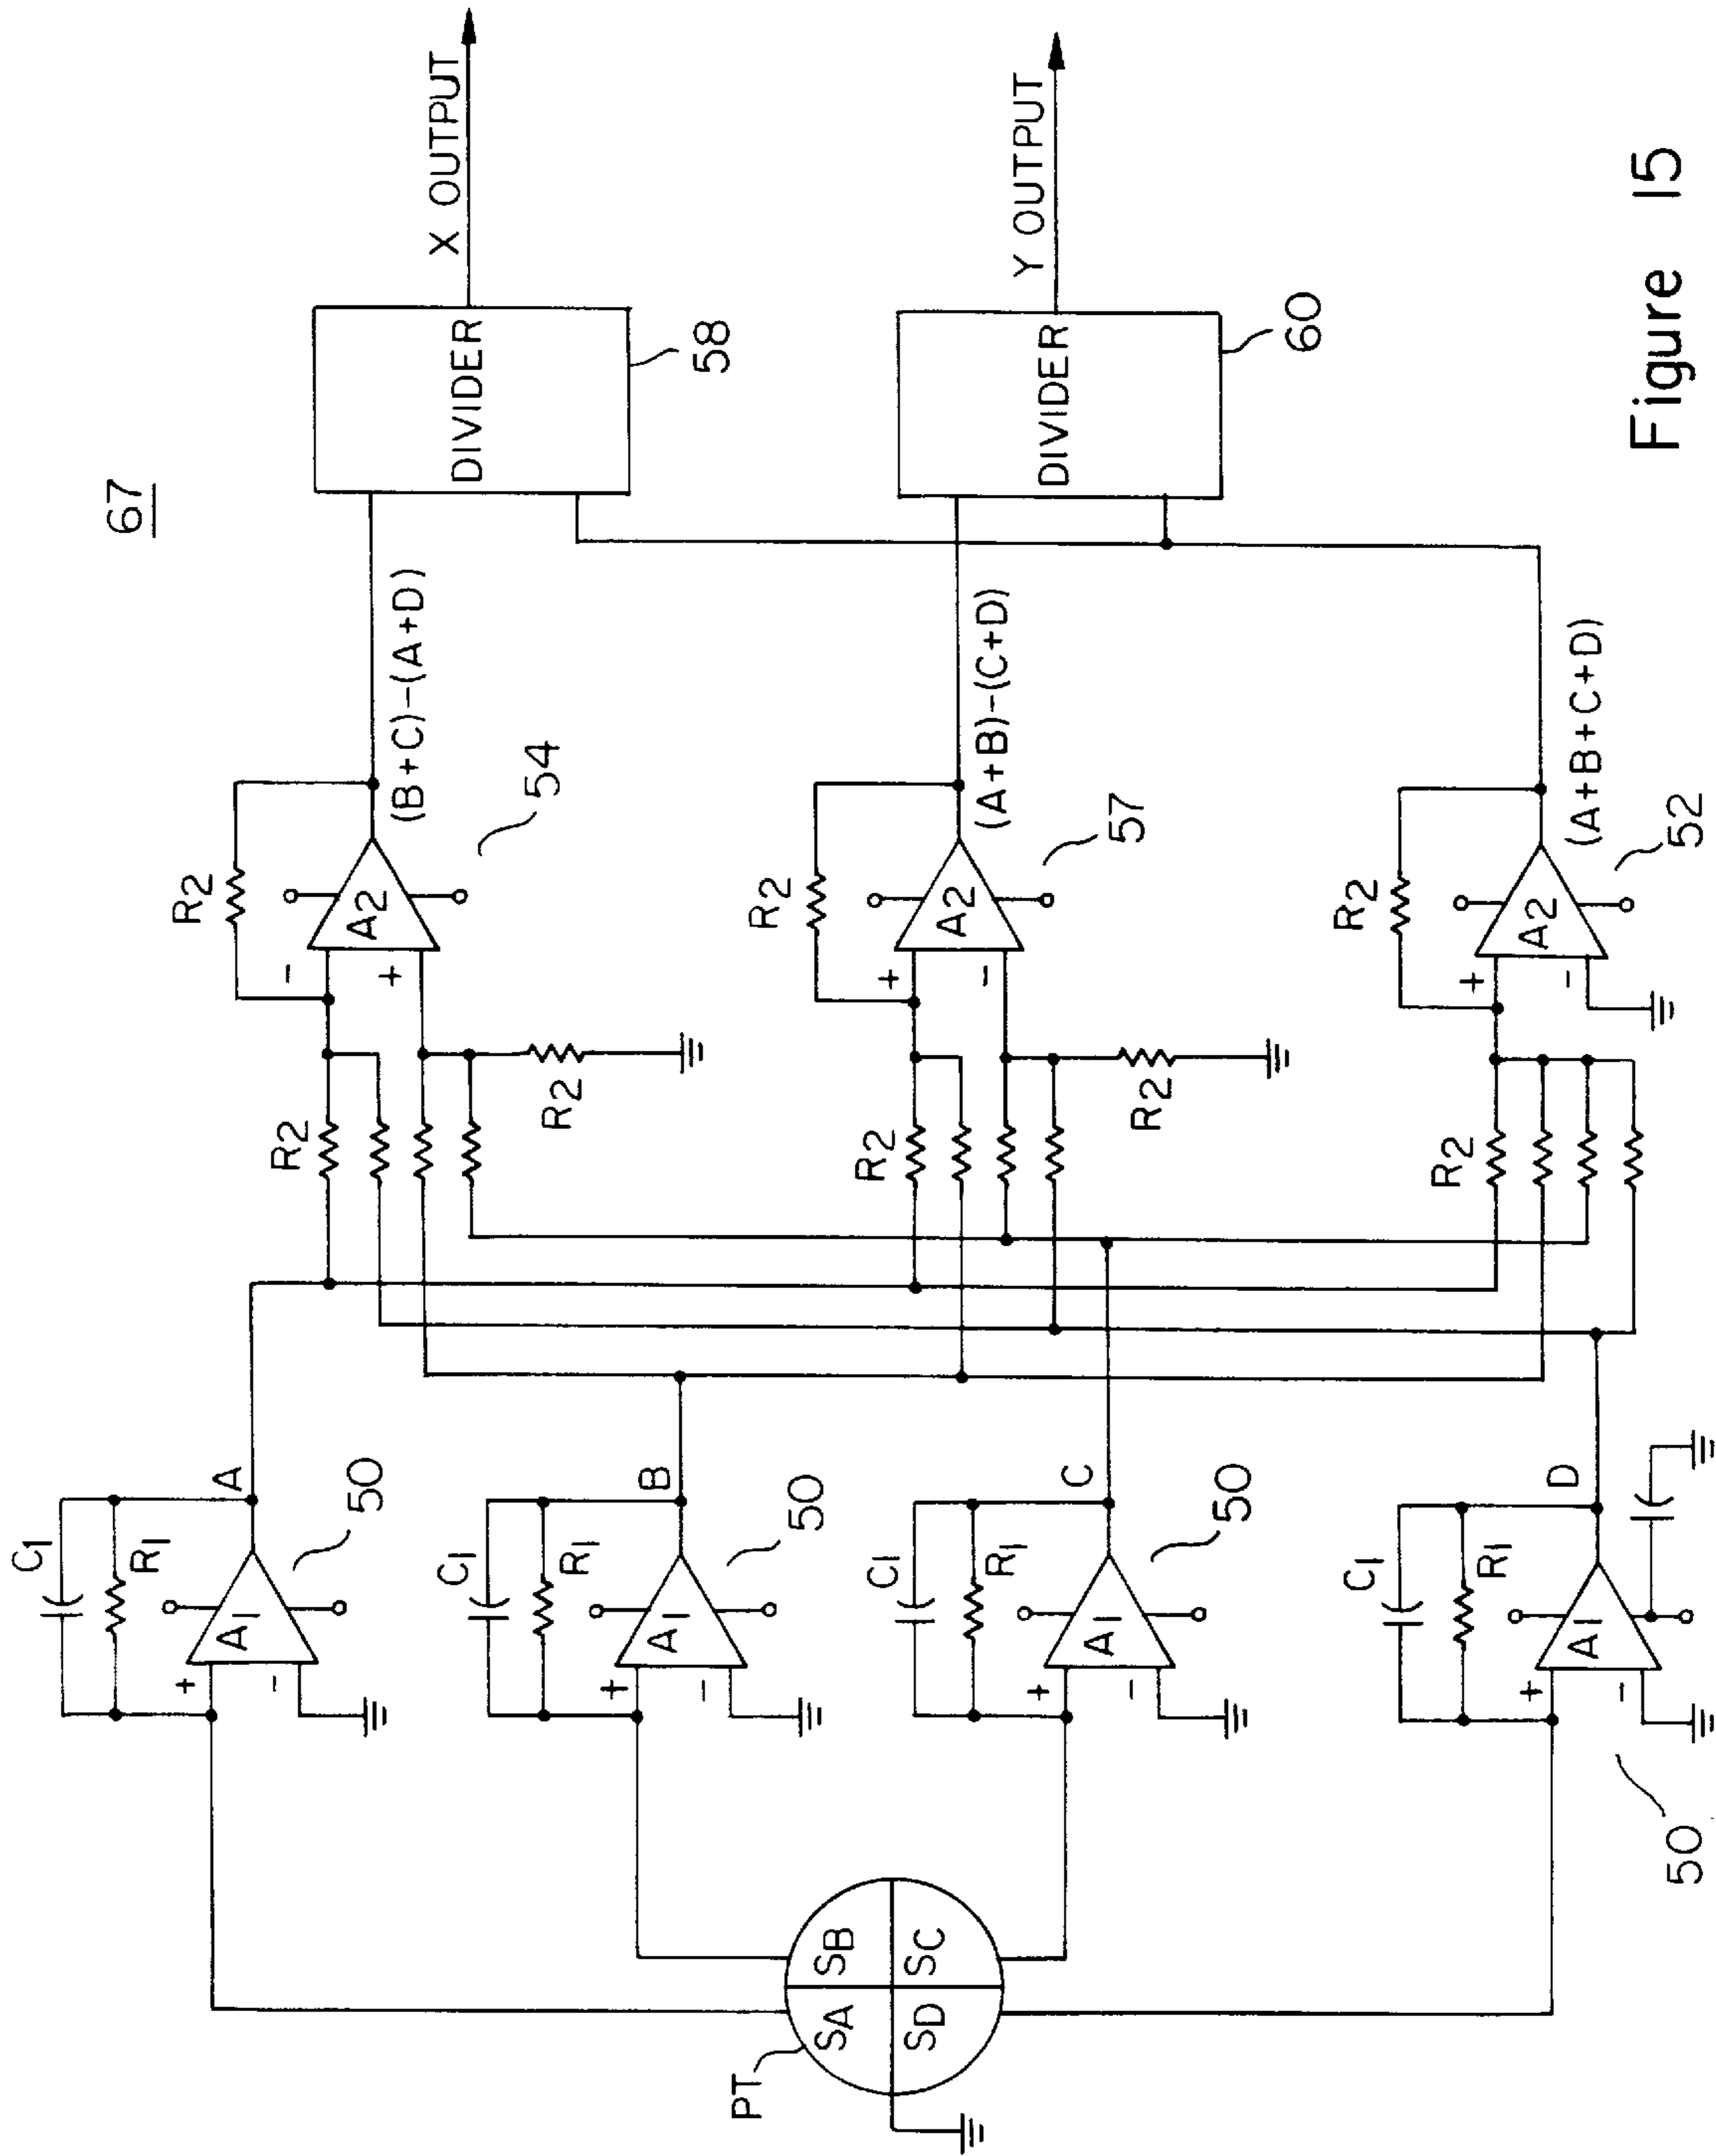 67
C1
R1
A1
+
-
A
50
C1
R1
A1
+
-
B
50
C1
R1
A1
+
-
C
50
C1
R1
A1
+
-
D
50
PT
SA
SB
SC
SD
R2
R2
R2
A2
-
+
(B+C)-(A+D)
54
R2
R2
R2
A2
+
-
(A+B)-(C+D)
57
R2
R2
A2
+
-
(A+B+C+D)
52
DIVIDER
58
X OUTPUT
DIVIDER
60
Y OUTPUT
Figure 15